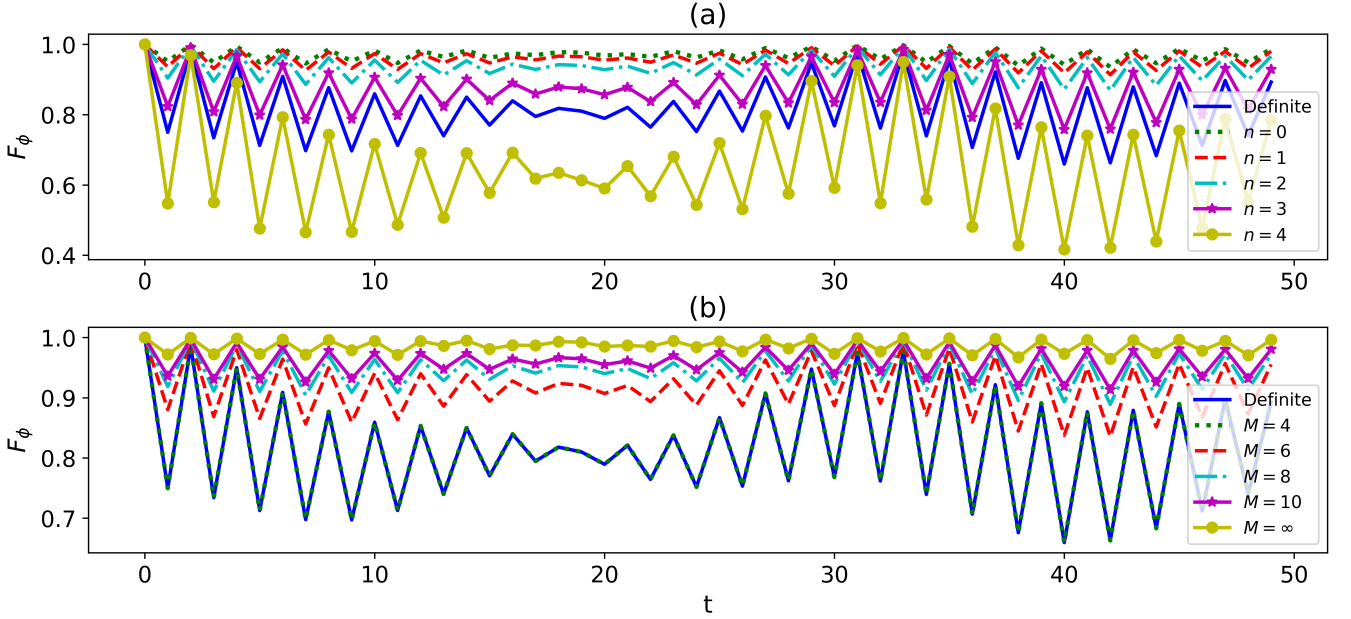 (a)
1.0
0.8
0.6
0.4
F_ϕ
0 10 20 30 40 50
Definite
n = 0
n = 1
n = 2
n = 3
n = 4
(b)
1.0
0.9
0.8
0.7
F_ϕ
0 10 20 30 40 50
t
Definite
M = 4
M = 6
M = 8
M = 10
M = ∞